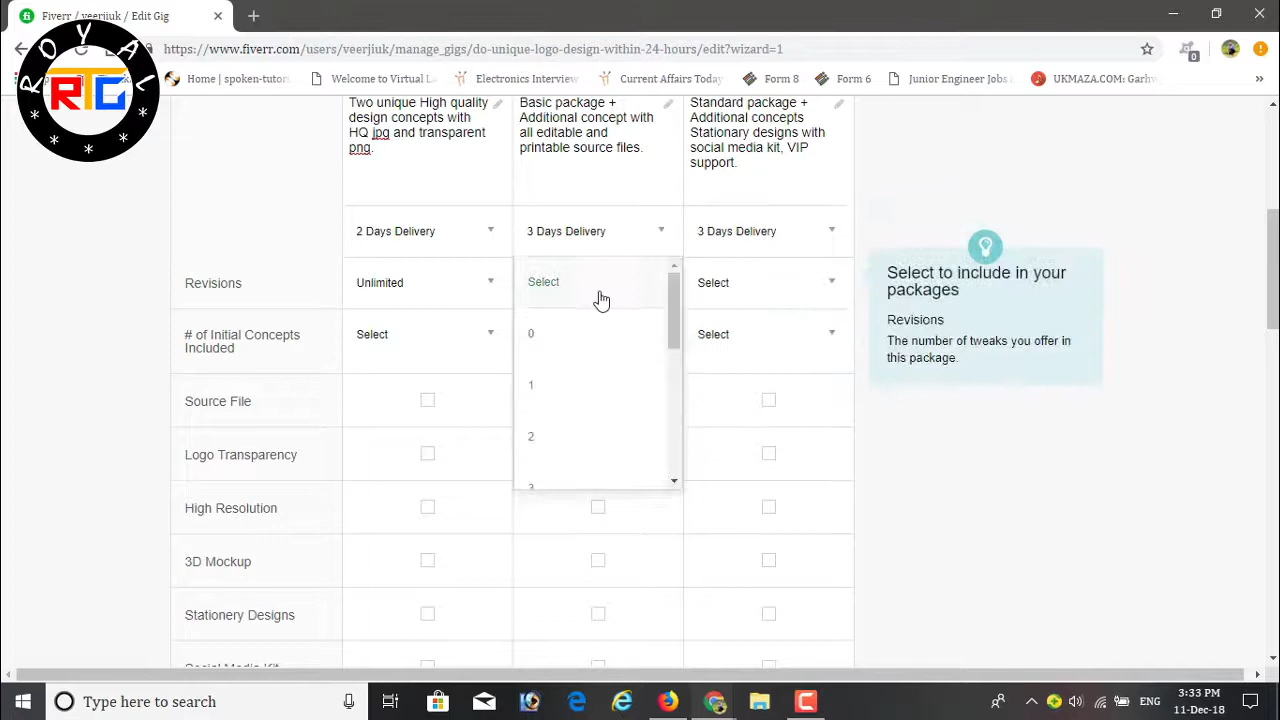 Fiverr / veerjiuk / Edit Gig
https://www.fiverr.com/users/veerjiuk/manage_gigs/do-unique-logo-design-within-24-hours/edit?wizard=1
ROYAL
RTG
Home | spoken-tutor
Welcome to Virtual La
Electronics Interview
Current Affairs Today
Form 8
Form 6
Junior Engineer Jobs
UKMAZA.COM: Garhw
0
Two unique High quality
design concepts with
HQ jpg and transparent
png.
Basic package +
Additional concept with
all editable and
printable source files.
Standard package +
Additional concepts
Stationary designs with
social media kit, VIP
support.
2 Days Delivery
3 Days Delivery
3 Days Delivery
Revisions
Unlimited
Select
Select
# of Initial Concepts
Included
Select
0
Select
1
2
3
Source File
Logo Transparency
High Resolution
3D Mockup
Stationery Designs
Social Media Kit
Select to include in your
packages
Revisions
The number of tweaks you offer in
this package.
Type here to search
ENG
3:33 PM
11-Dec-18